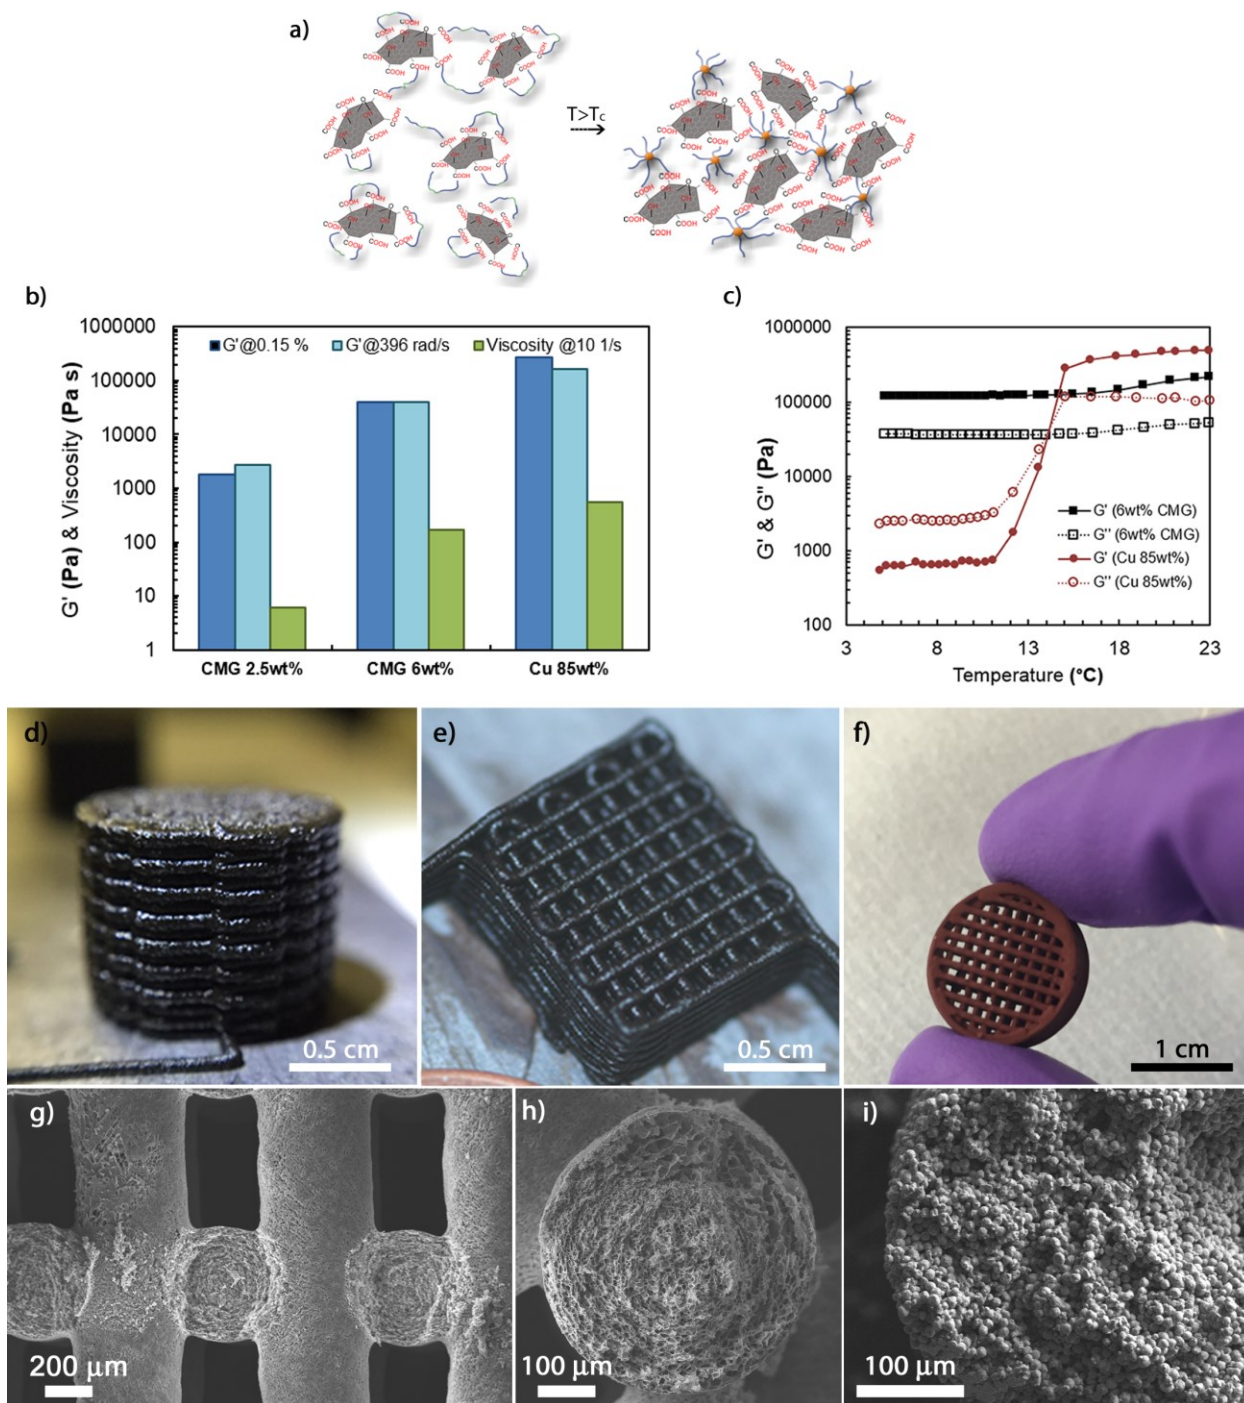 a)
T>Tc
b)
G' (Pa) & Viscosity (Pa s)
1000000
100000
10000
1000
100
10
1
G'@0.15 % G'@396 rad/s Viscosity @10 1/s
CMG 2.5wt% CMG 6wt% Cu 85wt%
c)
G' & G" (Pa)
1000000
100000
10000
1000
100
G' (6wt% CMG)
G" (6wt% CMG)
G' (Cu 85wt%)
G" (Cu 85wt%)
3 8 13 18 23
Temperature (°C)
d)
0.5 cm
e)
0.5 cm
f)
1 cm
g)
200 µm
h)
100 µm
i)
100 µm